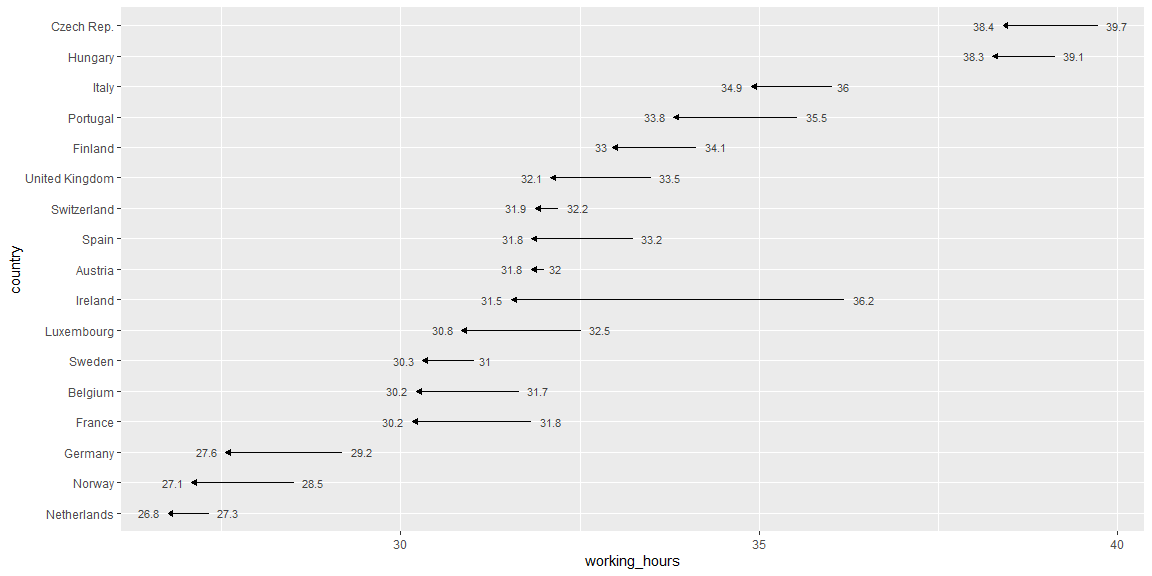 Czech Rep. 38.4 39.7
Hungary 38.3 39.1
Italy 34.9 36
Portugal 33.8 35.5
Finland 33 34.1
United Kingdom 32.1 33.5
Switzerland 31.9 32.2
Spain 31.8 33.2
Austria 31.8 32
Ireland 31.5 36.2
Luxembourg 30.8 32.5
Sweden 30.3 31
Belgium 30.2 31.7
France 30.2 31.8
Germany 27.6 29.2
Norway 27.1 28.5
Netherlands 26.8 27.3
country
30 35 40
working_hours